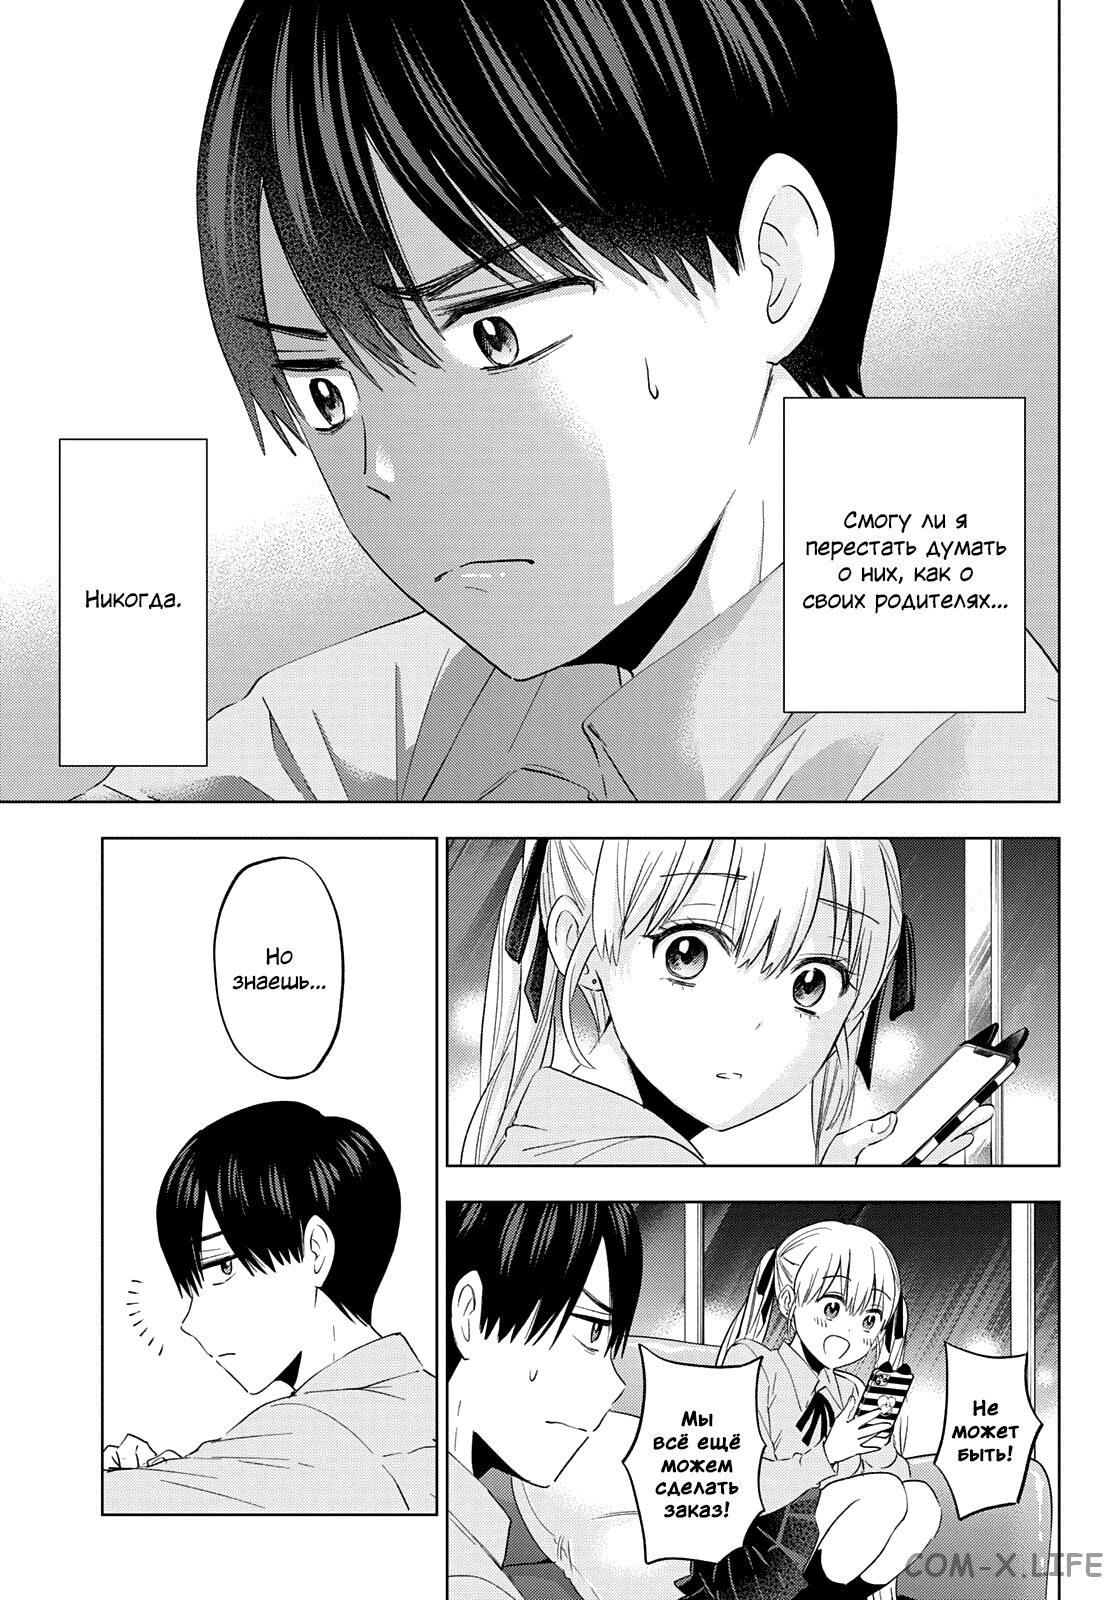 Смогу ли я
перестать думать
о них, как о
своих родителях...
Никогда.
Не
может
быть!
Мы
всё ещё
можем
сделать
заказ!
Но
знаешь...
COM-X.LIFE